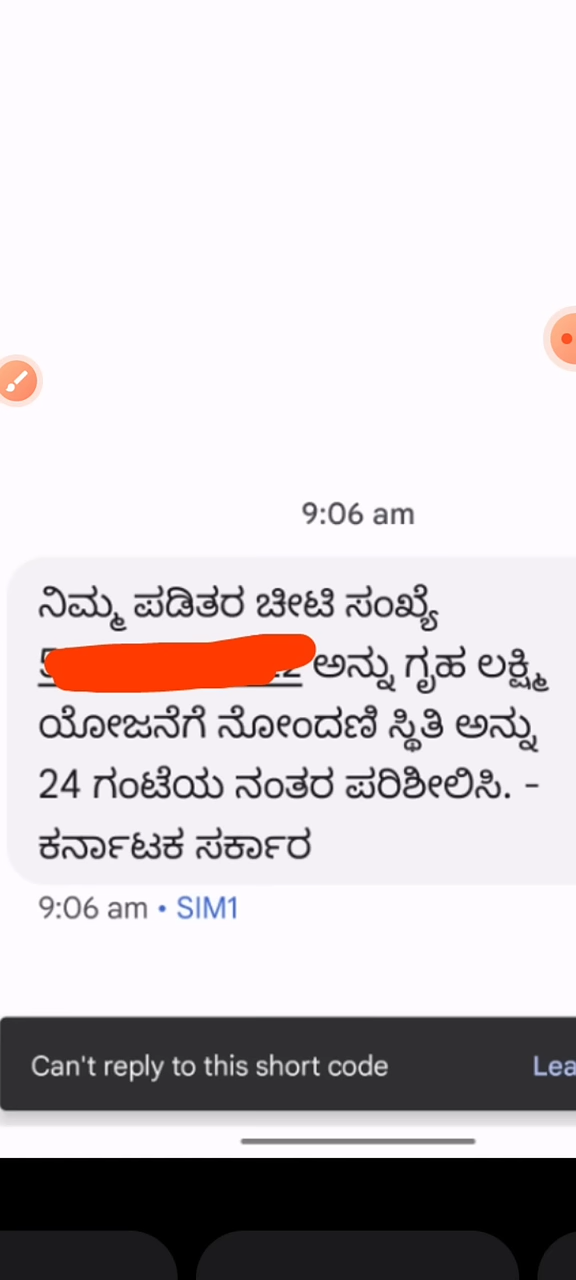 9:06 am
ನಿಮ್ಮ ಪಡಿತರ ಚೀಟಿ ಸಂಖ್ಯೆ
ಅನ್ನು ಗೃಹ ಲಕ್ಷ್ಮಿ
ಯೋಜನೆಗೆ ನೋಂದಣಿ ಸ್ಥಿತಿ ಅನ್ನು
24 ಗಂಟೆಯ ನಂತರ ಪರಿಶೀಲಿಸಿ. -
ಕರ್ನಾಟಕ ಸರ್ಕಾರ
9:06 am • SIM1
Can't reply to this short code